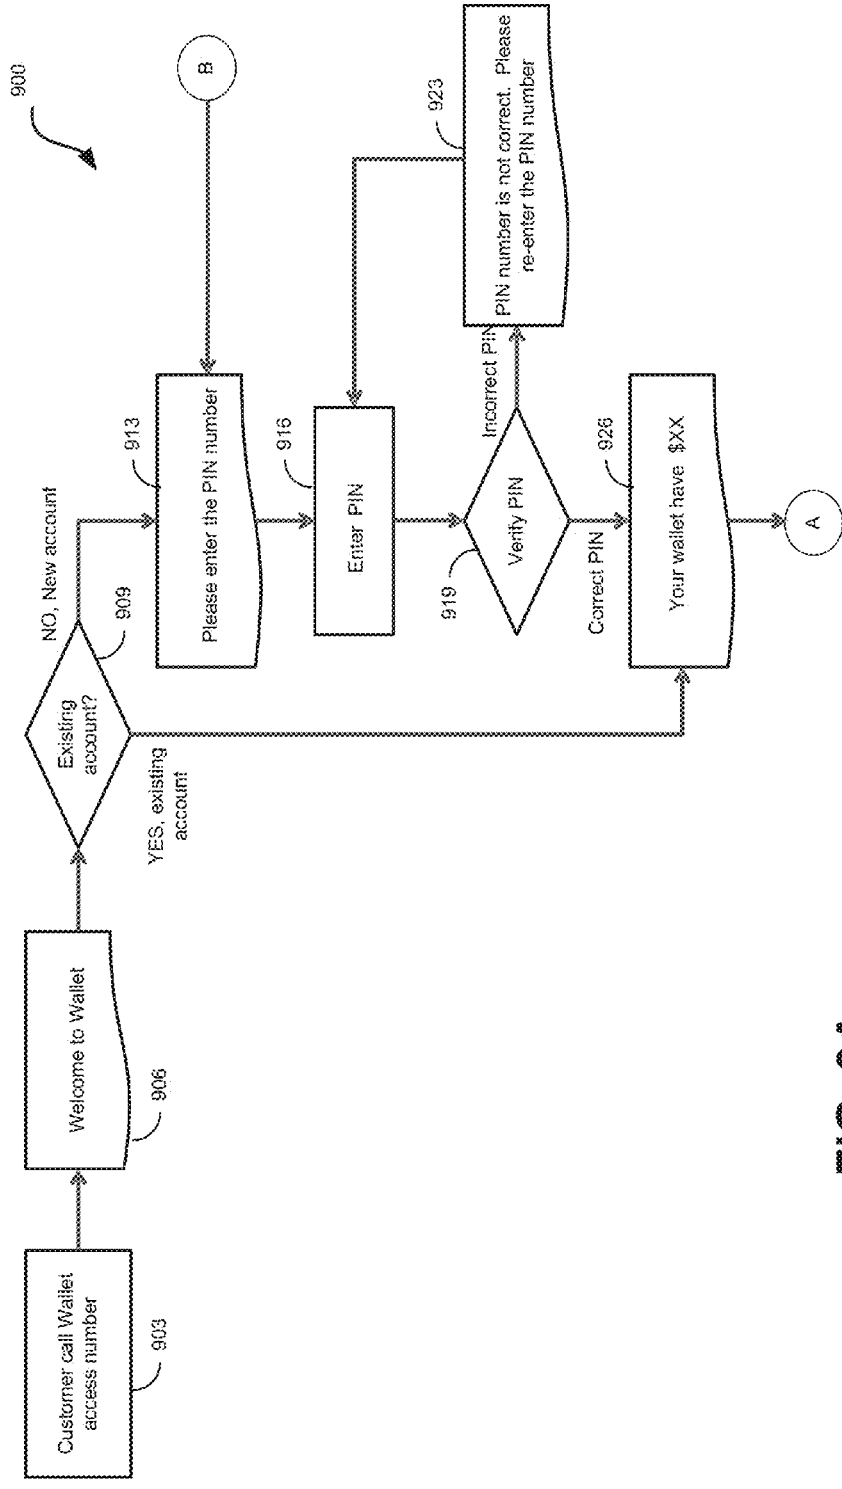 900
Customer call Wallet
access number
903
Welcome to Wallet
906
Existing
account?
909
NO, New account
YES, existing
account
B
Please enter the PIN number
913
Enter PIN
916
Verify PIN
919
Incorrect PIN
Correct PIN
PIN number is not correct. Please
re-enter the PIN number
923
Your wallet have $XX
926
A